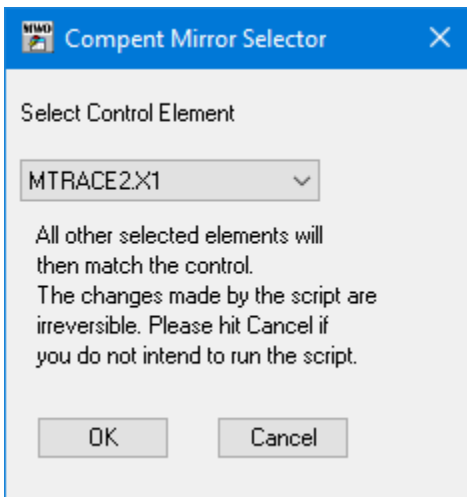 MWO
Compent Mirror Selector
Select Control Element
MTRACE2.X1
All other selected elements will
then match the control.
The changes made by the script are
irreversible. Please hit Cancel if
you do not intend to run the script.
OK
Cancel